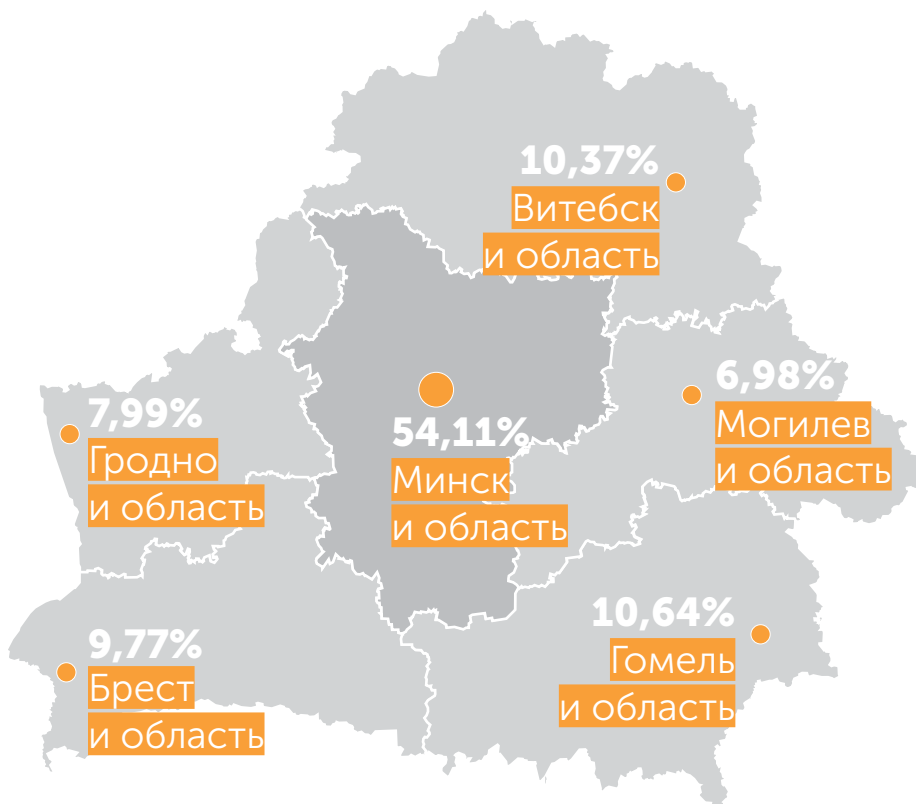 10,37%
Витебск
и область
6,98%
Могилев
и область
7,99%
Гродно
и область
54,11%
Минск
и область
10,64%
Гомель
и область
9,77%
Брест
и область